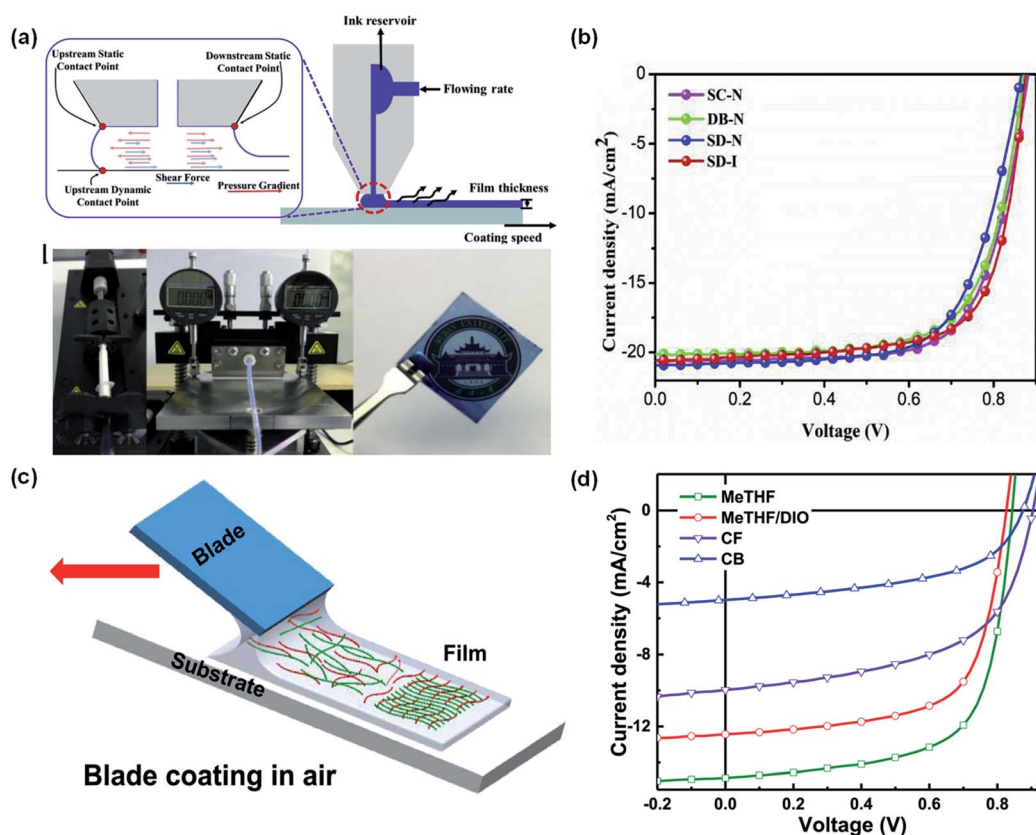 (a)
Ink reservoir
Upstream Static
Contact Point
Downstream Static
Contact Point
Flowing rate
Shear Force
Pressure Gradient
Upstream Dynamic
Contact Point
Film thickness
Coating speed
(b)
SC-N
DB-N
SD-N
SD-I
0
-5
-10
-15
-20
Current density (mA/cm²)
0.0
0.2
0.4
0.6
0.8
Voltage (V)
(c)
Blade
Substrate
Film
Blade coating in air
(d)
MeTHF
MeTHF/DIO
CF
CB
0
-4
-8
-12
Current density (mA/cm²)
-0.2
0.0
0.2
0.4
0.6
0.8
Voltage (V)